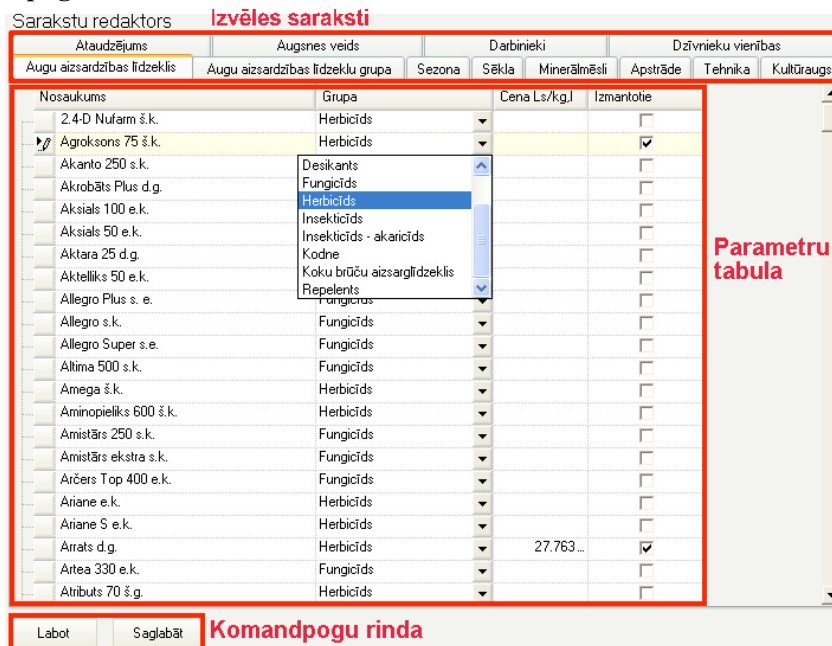 Sarakstu redaktors
Izvēles saraksti
Ataudzējums Augsnes veids Darbinieki Dzīvnieku vienības
Augu aizsardzības līdzeklis Augu aizsardzības līdzeklu grupa Sezona Sēkla Minerālmēsli Apstrāde Tehnika Kultūraugs
Nosaukums Grupa Cena Ls/kg,l Izmantotie
2.4-D Nufarm š.k. Herbicīds
Agroksons 75 š.k. Herbicīds
Akanto 250 s.k.
Akrobāts Plus d.g.
Aksials 100 e.k.
Aksials 50 e.k.
Aktara 25 d.g.
Aktelliks 50 e.k.
Desikants
Fungicīds
Herbicīds
Insekticīds
Insekticīds - akaricīds
Kodne
Koku brūču aizsarglīdzeklis
Repelents
Parametru
tabula
Allegro Plus s. e. Fungicīds
Allegro s.k. Fungicīds
Allegro Super s.e. Fungicīds
Altima 500 s.k. Fungicīds
Amega š.k. Herbicīds
Aminopieliks 600 š.k. Herbicīds
Amistārs 250 s.k. Fungicīds
Amistārs ekstra s.k. Fungicīds
Arčers Top 400 e.k. Fungicīds
Ariane e.k. Herbicīds
Ariane S e.k. Herbicīds
Arrats d.g. Herbicīds 27.763...
Artea 330 e.k. Fungicīds
Atributs 70 š.g. Herbicīds
Labot Saglabāt Komandpogu rinda